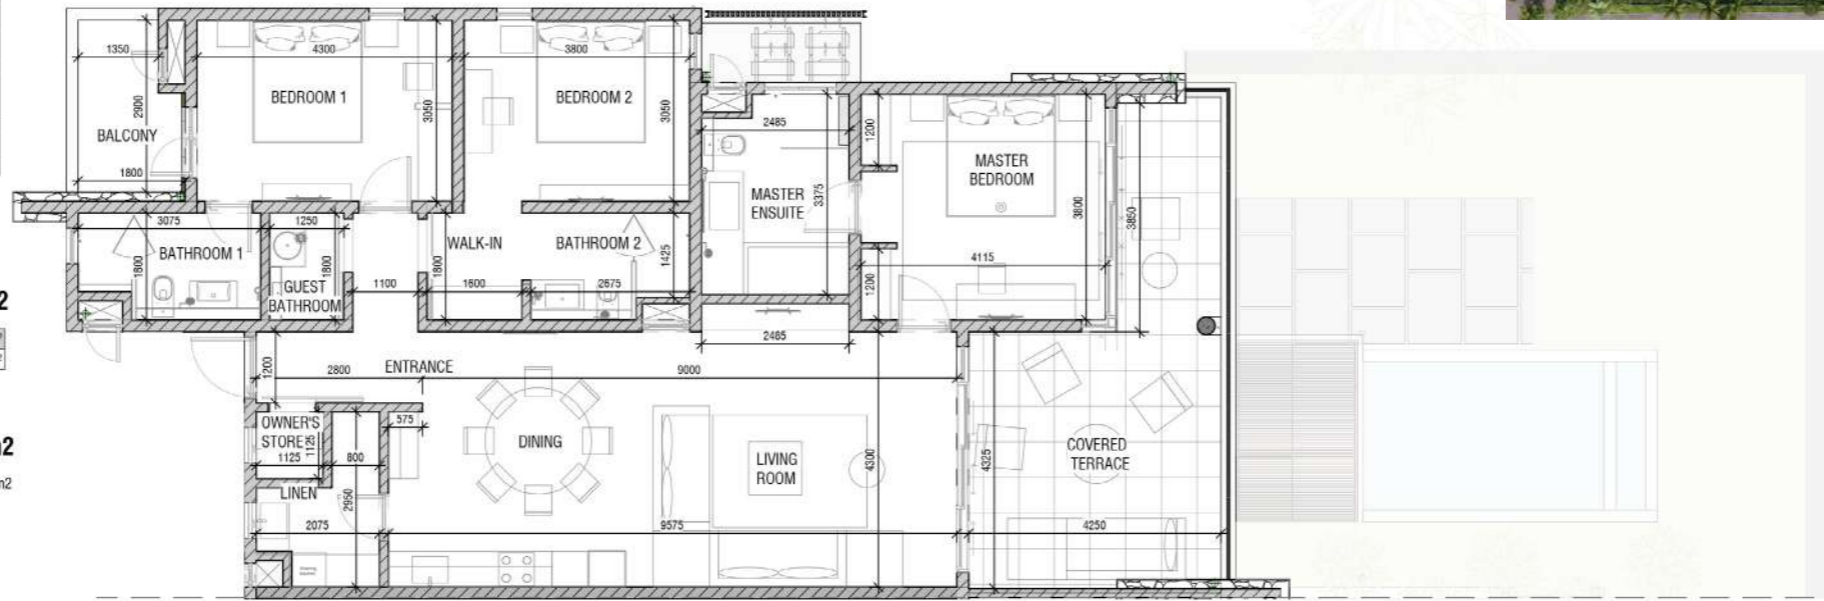 1350
4300
3800
BEDROOM 1
BEDROOM 2
2900
3050
3050
BALCONY
1800
2485
1200
MASTER
BEDROOM
MASTER
ENSUITE
3375
3800
3850
3075
1250
BATHROOM 1
1800
GUEST
BATHROOM
1800
WALK-IN
1800
BATHROOM 2
1425
1100
1600
2675
4115
1200
2485
2
ENTRANCE
1200
2800
9000
OWNER'S
STORE
1125
1125
575
800
DINING
LIVING
ROOM
4300
4325
COVERED
TERRACE
m2
m2
LINEN
2950
2075
9575
4250